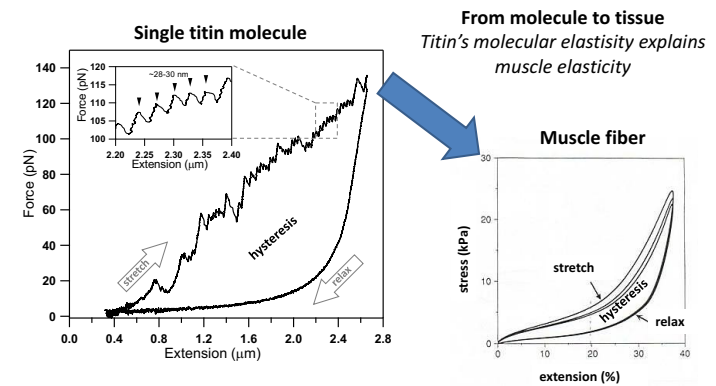 Single titin molecule
From molecule to tissue
Titin's molecular elastisity explains
muscle elasticity
Force (pN)
140
120
100
80
60
40
20
0
0.0 0.4 0.8 1.2 1.6 2.0 2.4 2.8
Extension (μm)
Force (pN)
120
115
110
105
100
~28-30 nm
2.20 2.25 2.30 2.35 2.40
Extension (μm)
stretch
hysteresis
relax
Muscle fiber
stress (kPa)
30
20
10
0
0 10 20 30 40
extension (%)
stretch
hysteresis
relax